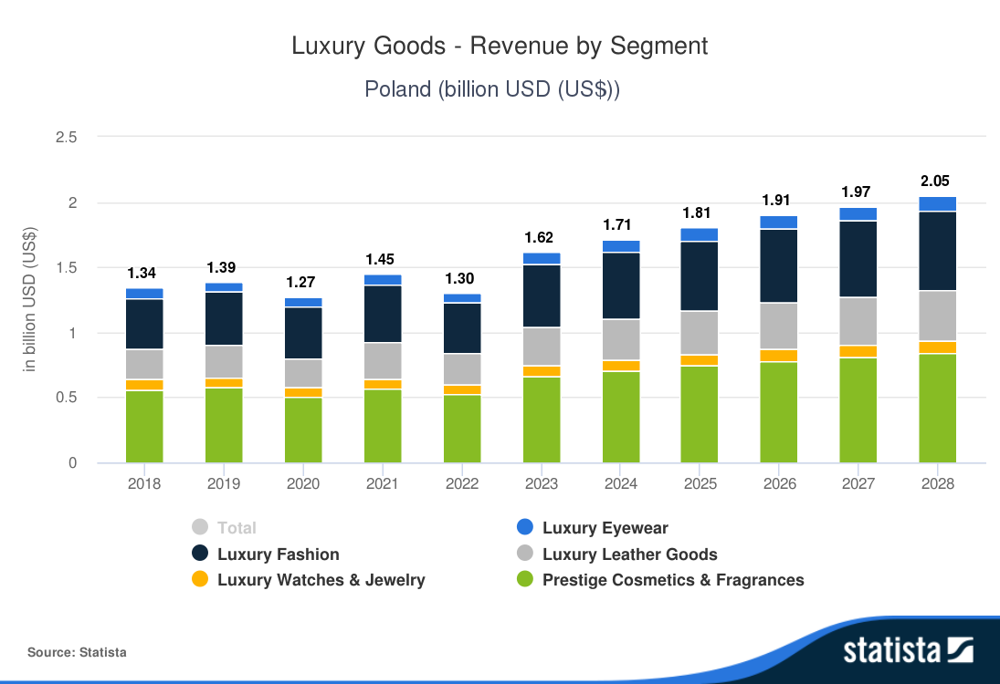 Luxury Goods - Revenue by Segment
Poland (billion USD (US$))
in billion USD (US$)
2.5
2
1.5
1
0.5
0
1.34
1.39
1.27
1.45
1.30
1.62
1.71
1.81
1.91
1.97
2.05
2018 2019 2020 2021 2022 2023 2024 2025 2026 2027 2028
Total Luxury Eyewear
Luxury Fashion Luxury Leather Goods
Luxury Watches & Jewelry Prestige Cosmetics & Fragrances
Source: Statista
statista